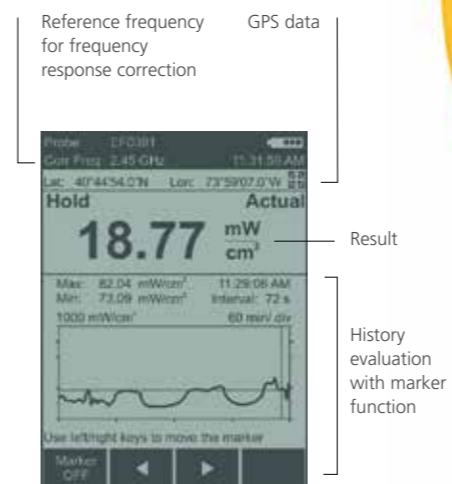 Reference frequency
for frequency
response correction
GPS data
Probe EF0391
Corr Freq 2.45 GHz 11:31:50 AM
Lat: 40°44'54.0"N Lon: 73°59'07.0"W
Hold Actual
18.77 mW
cm²
Result
Max: 82.04 mW/cm² 11:29:06 AM
Min: 73.09 mW/cm² Interval: 72 s
1000 mW/cm² 60 min/ div
History
evaluation
with marker
function
Use left/right keys to move the marker
Marker
OFF